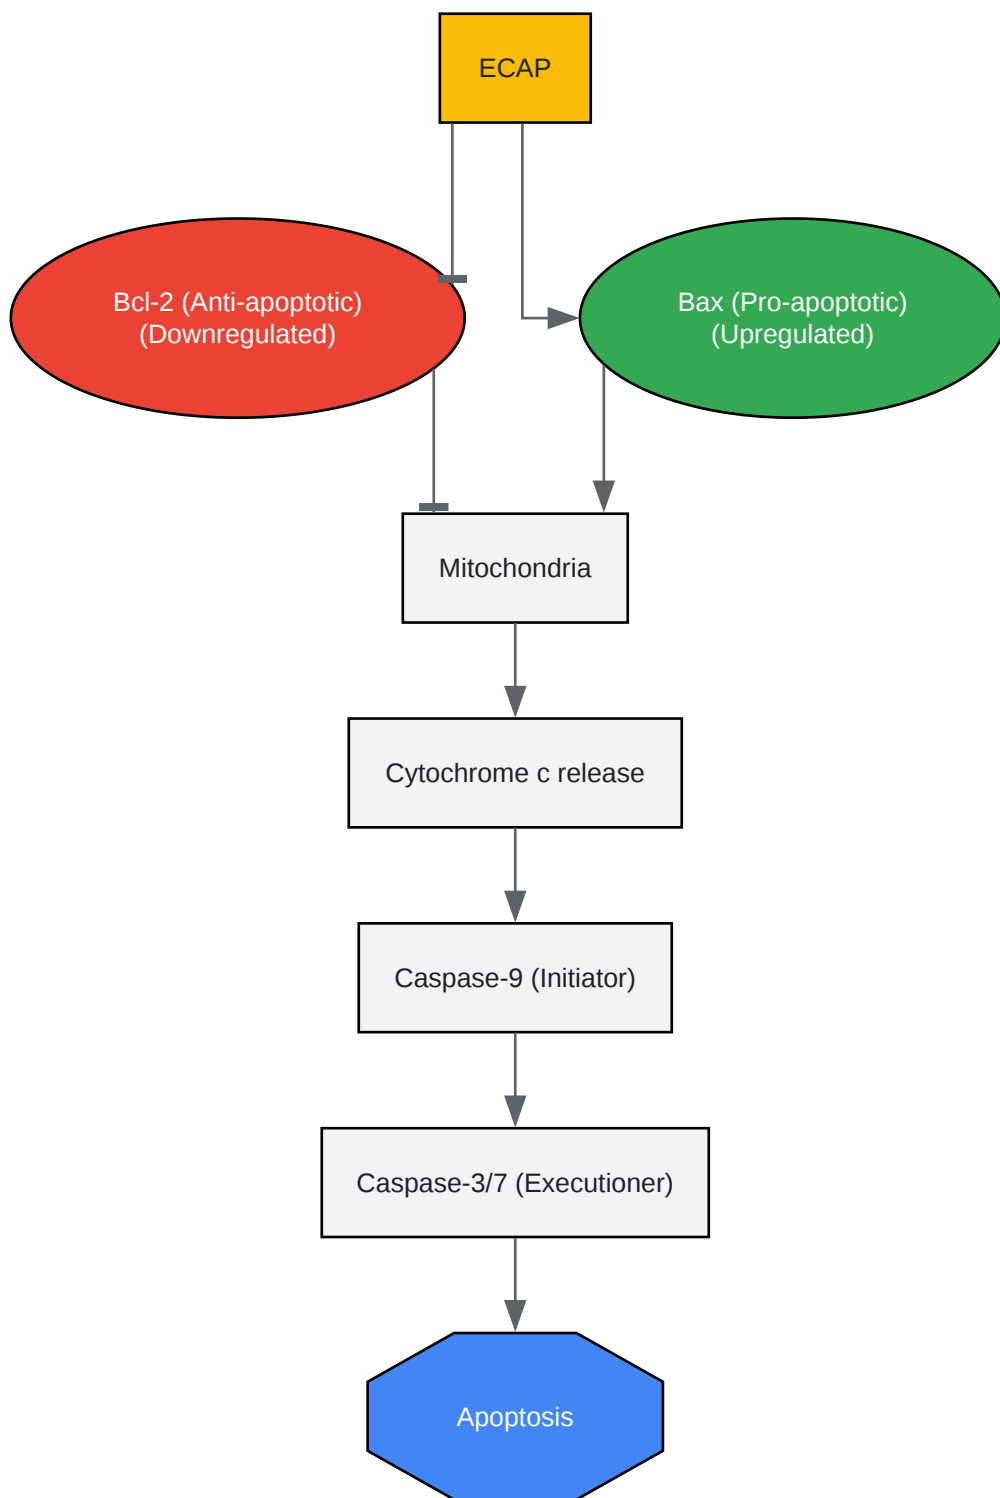 ECAP
Bcl-2 (Anti-apoptotic)
(Downregulated)
Bax (Pro-apoptotic)
(Upregulated)
Mitochondria
Cytochrome c release
Caspase-9 (Initiator)
Caspase-3/7 (Executioner)
Apoptosis